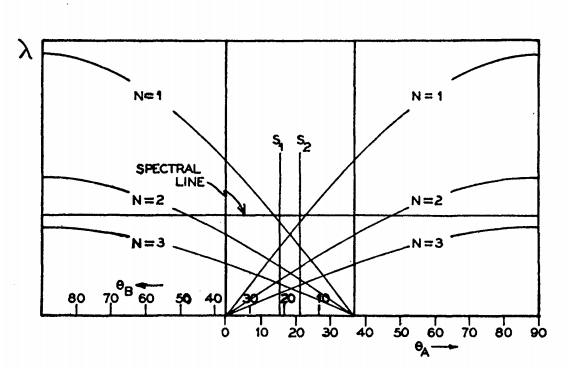 λ
N=1
N=1
S1 S2
SPECTRAL
LINE
N=2
N=2
N=3
N=3
θB ←
80 70 60 50 40 30 20 10
0 10 20 30 40 50 60 70 80 90
θA →